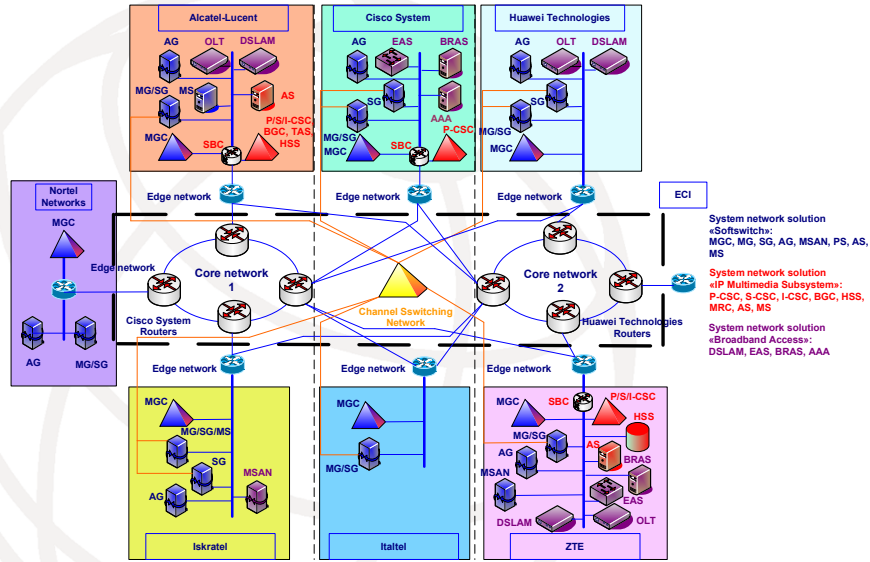 Alcatel-Lucent
AG
OLT
DSLAM
MG/SG
MS
AS
P/S/I-CSC
BGC, TAS,
HSS
MGC
SBC
Edge network
Cisco System
AG
EAS
BRAS
SG
AAA
MG/SG
MGC
SBC
P-CSC
Edge network
Huawei Technologies
AG
OLT
DSLAM
SG
MG/SG
MGC
Edge network
Nortel
Networks
MGC
Edge network
AG
MG/SG
Core network
1
Cisco System
Routers
Channel Sswitching
Network
Core network
2
Huawei Technologies
Routers
ECI
System network solution
«Softswitch»:
MGC, MG, SG, AG, MSAN, PS, AS,
MS
System network solution
«IP Multimedia Subsystem»:
P-CSC, S-CSC, I-CSC, BGC, HSS,
MRC, AS, MS
System network solution
«Broadband Access»:
DSLAM, EAS, BRAS, AAA
Edge network
MGC
MG/SG/MS
SG
MSAN
AG
Iskratel
Edge network
MGC
MG/SG
Italtel
Edge network
SBC
P/S/I-CSC
MGC
HSS
MG/SG
AS
AG
BRAS
MSAN
EAS
DSLAM
OLT
ZTE